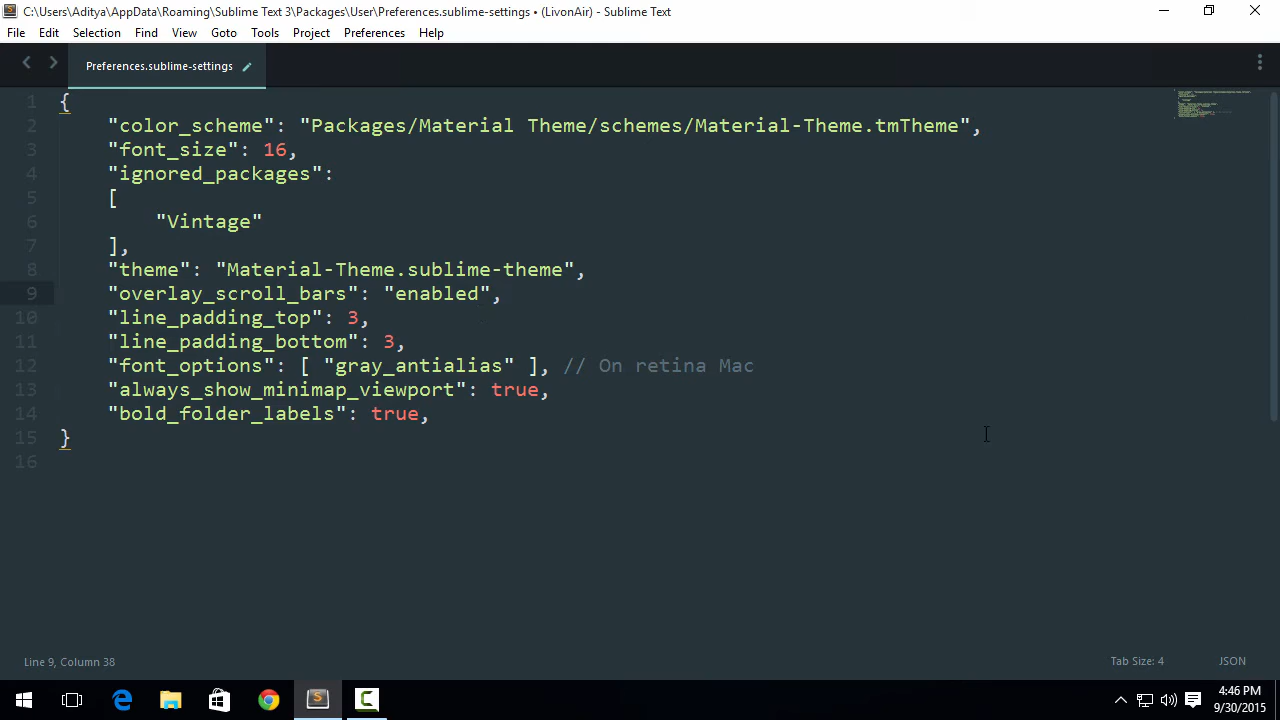 C:\Users\Aditya\AppData\Roaming\Sublime Text 3\Packages\User\Preferences.sublime-settings • (LivonAir) - Sublime Text
File Edit Selection Find View Goto Tools Project Preferences Help
Preferences.sublime-settings
1 {
2 "color_scheme": "Packages/Material Theme/schemes/Material-Theme.tmTheme",
3 "font_size": 16,
4 "ignored_packages":
5 [
6 "Vintage"
7 ],
8 "theme": "Material-Theme.sublime-theme",
9 "overlay_scroll_bars": "enabled",
10 "line_padding_top": 3,
11 "line_padding_bottom": 3,
12 "font_options": [ "gray_antialias" ], // On retina Mac
13 "always_show_minimap_viewport": true,
14 "bold_folder_labels": true,
15 }
16
Line 9, Column 38 Tab Size: 4 JSON
4:46 PM
9/30/2015